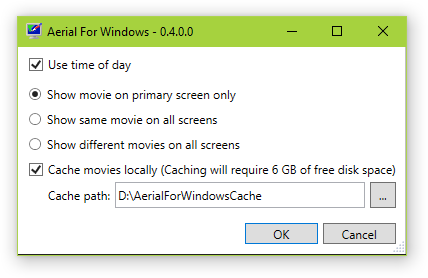 Aerial For Windows - 0.4.0.0
Use time of day
Show movie on primary screen only
Show same movie on all screens
Show different movies on all screens
Cache movies locally (Caching will require 6 GB of free disk space)
Cache path: D:\AerialForWindowsCache ...
OK Cancel